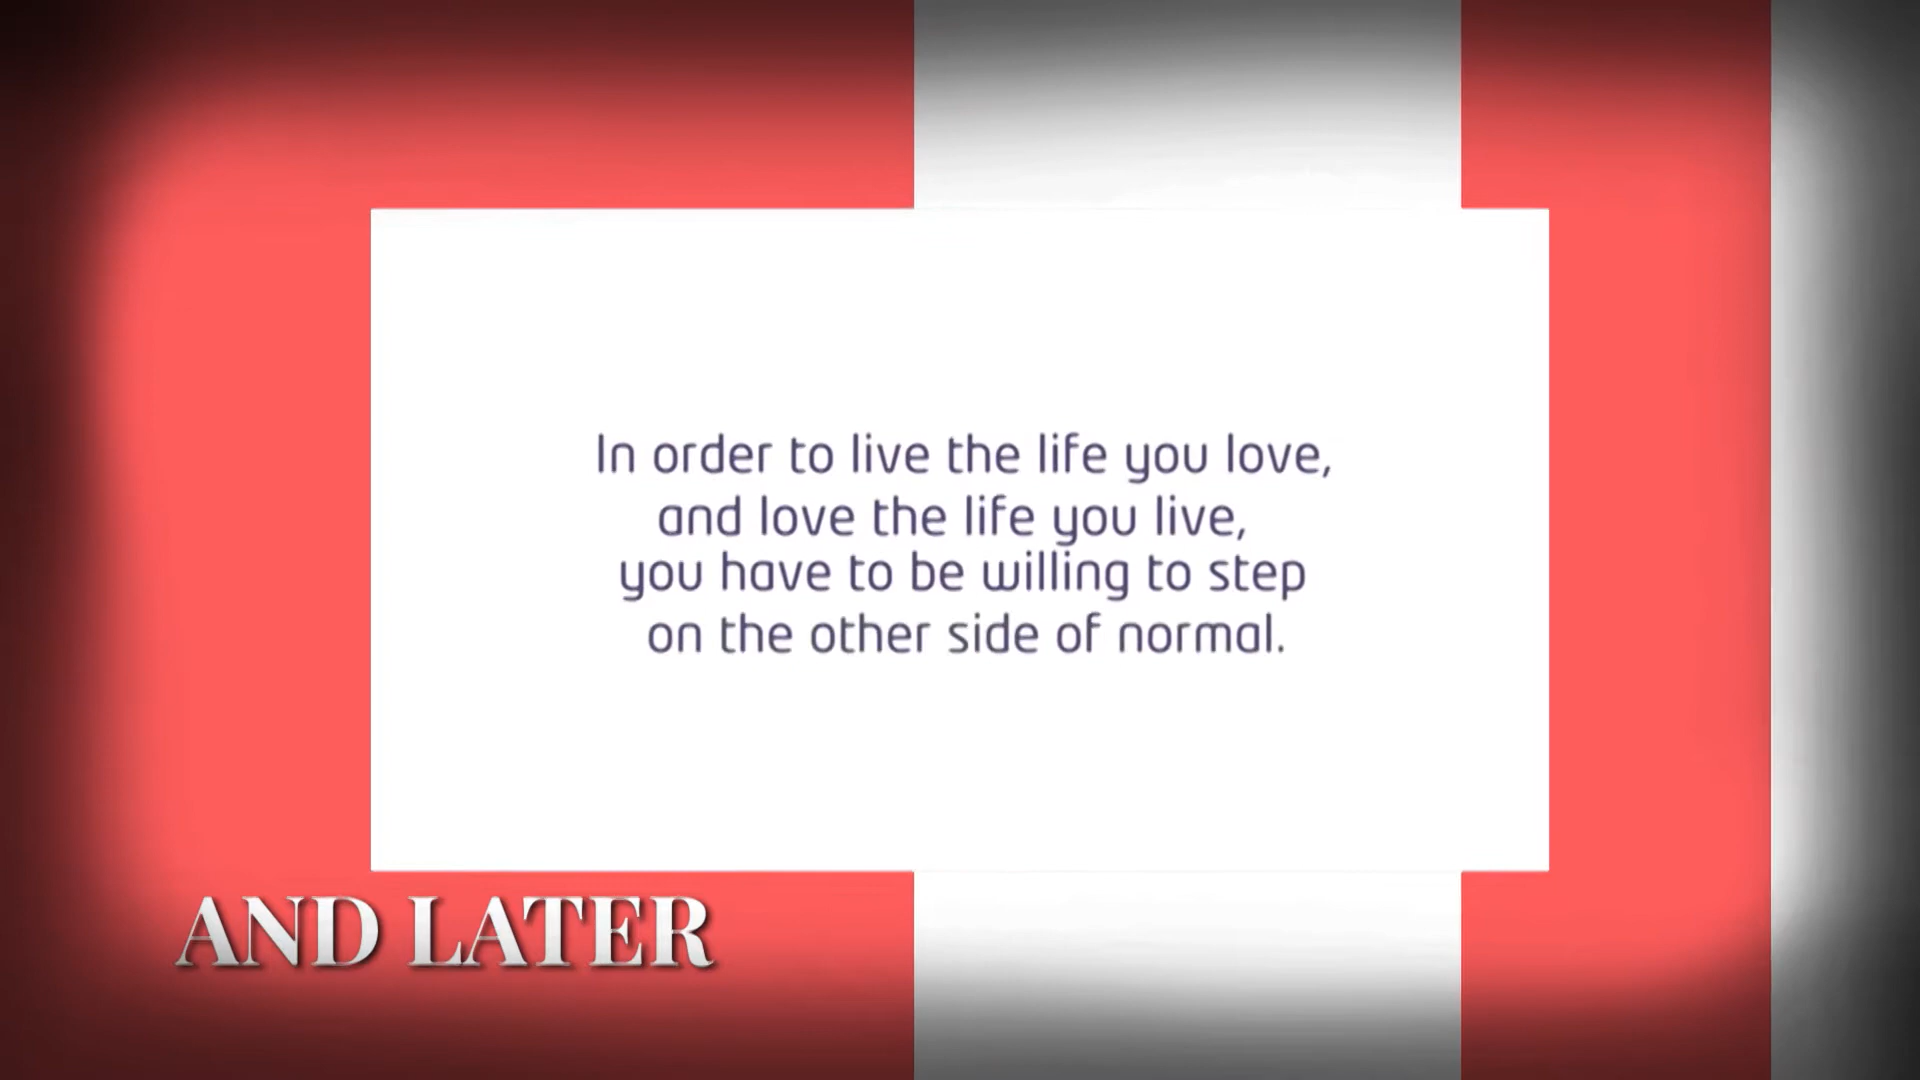 In order to live the life you love,
and love the life you live,
you have to be willing to step
on the other side of normal.
AND LATER